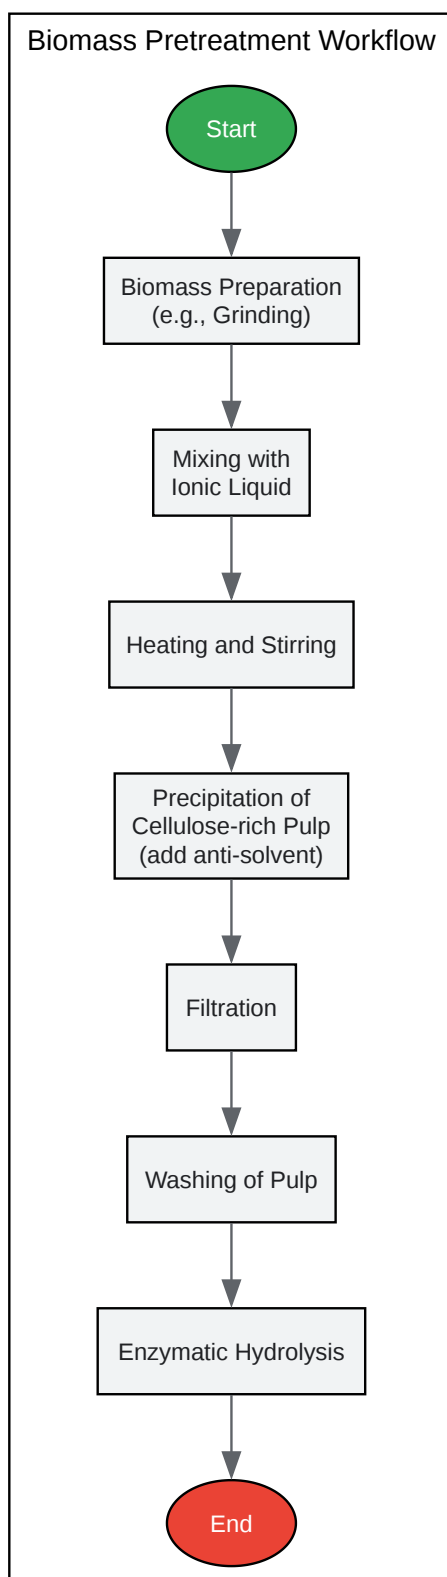 Biomass Pretreatment Workflow
Start
Biomass Preparation
(e.g., Grinding)
Mixing with
Ionic Liquid
Heating and Stirring
Precipitation of
Cellulose-rich Pulp
(add anti-solvent)
Filtration
Washing of Pulp
Enzymatic Hydrolysis
End